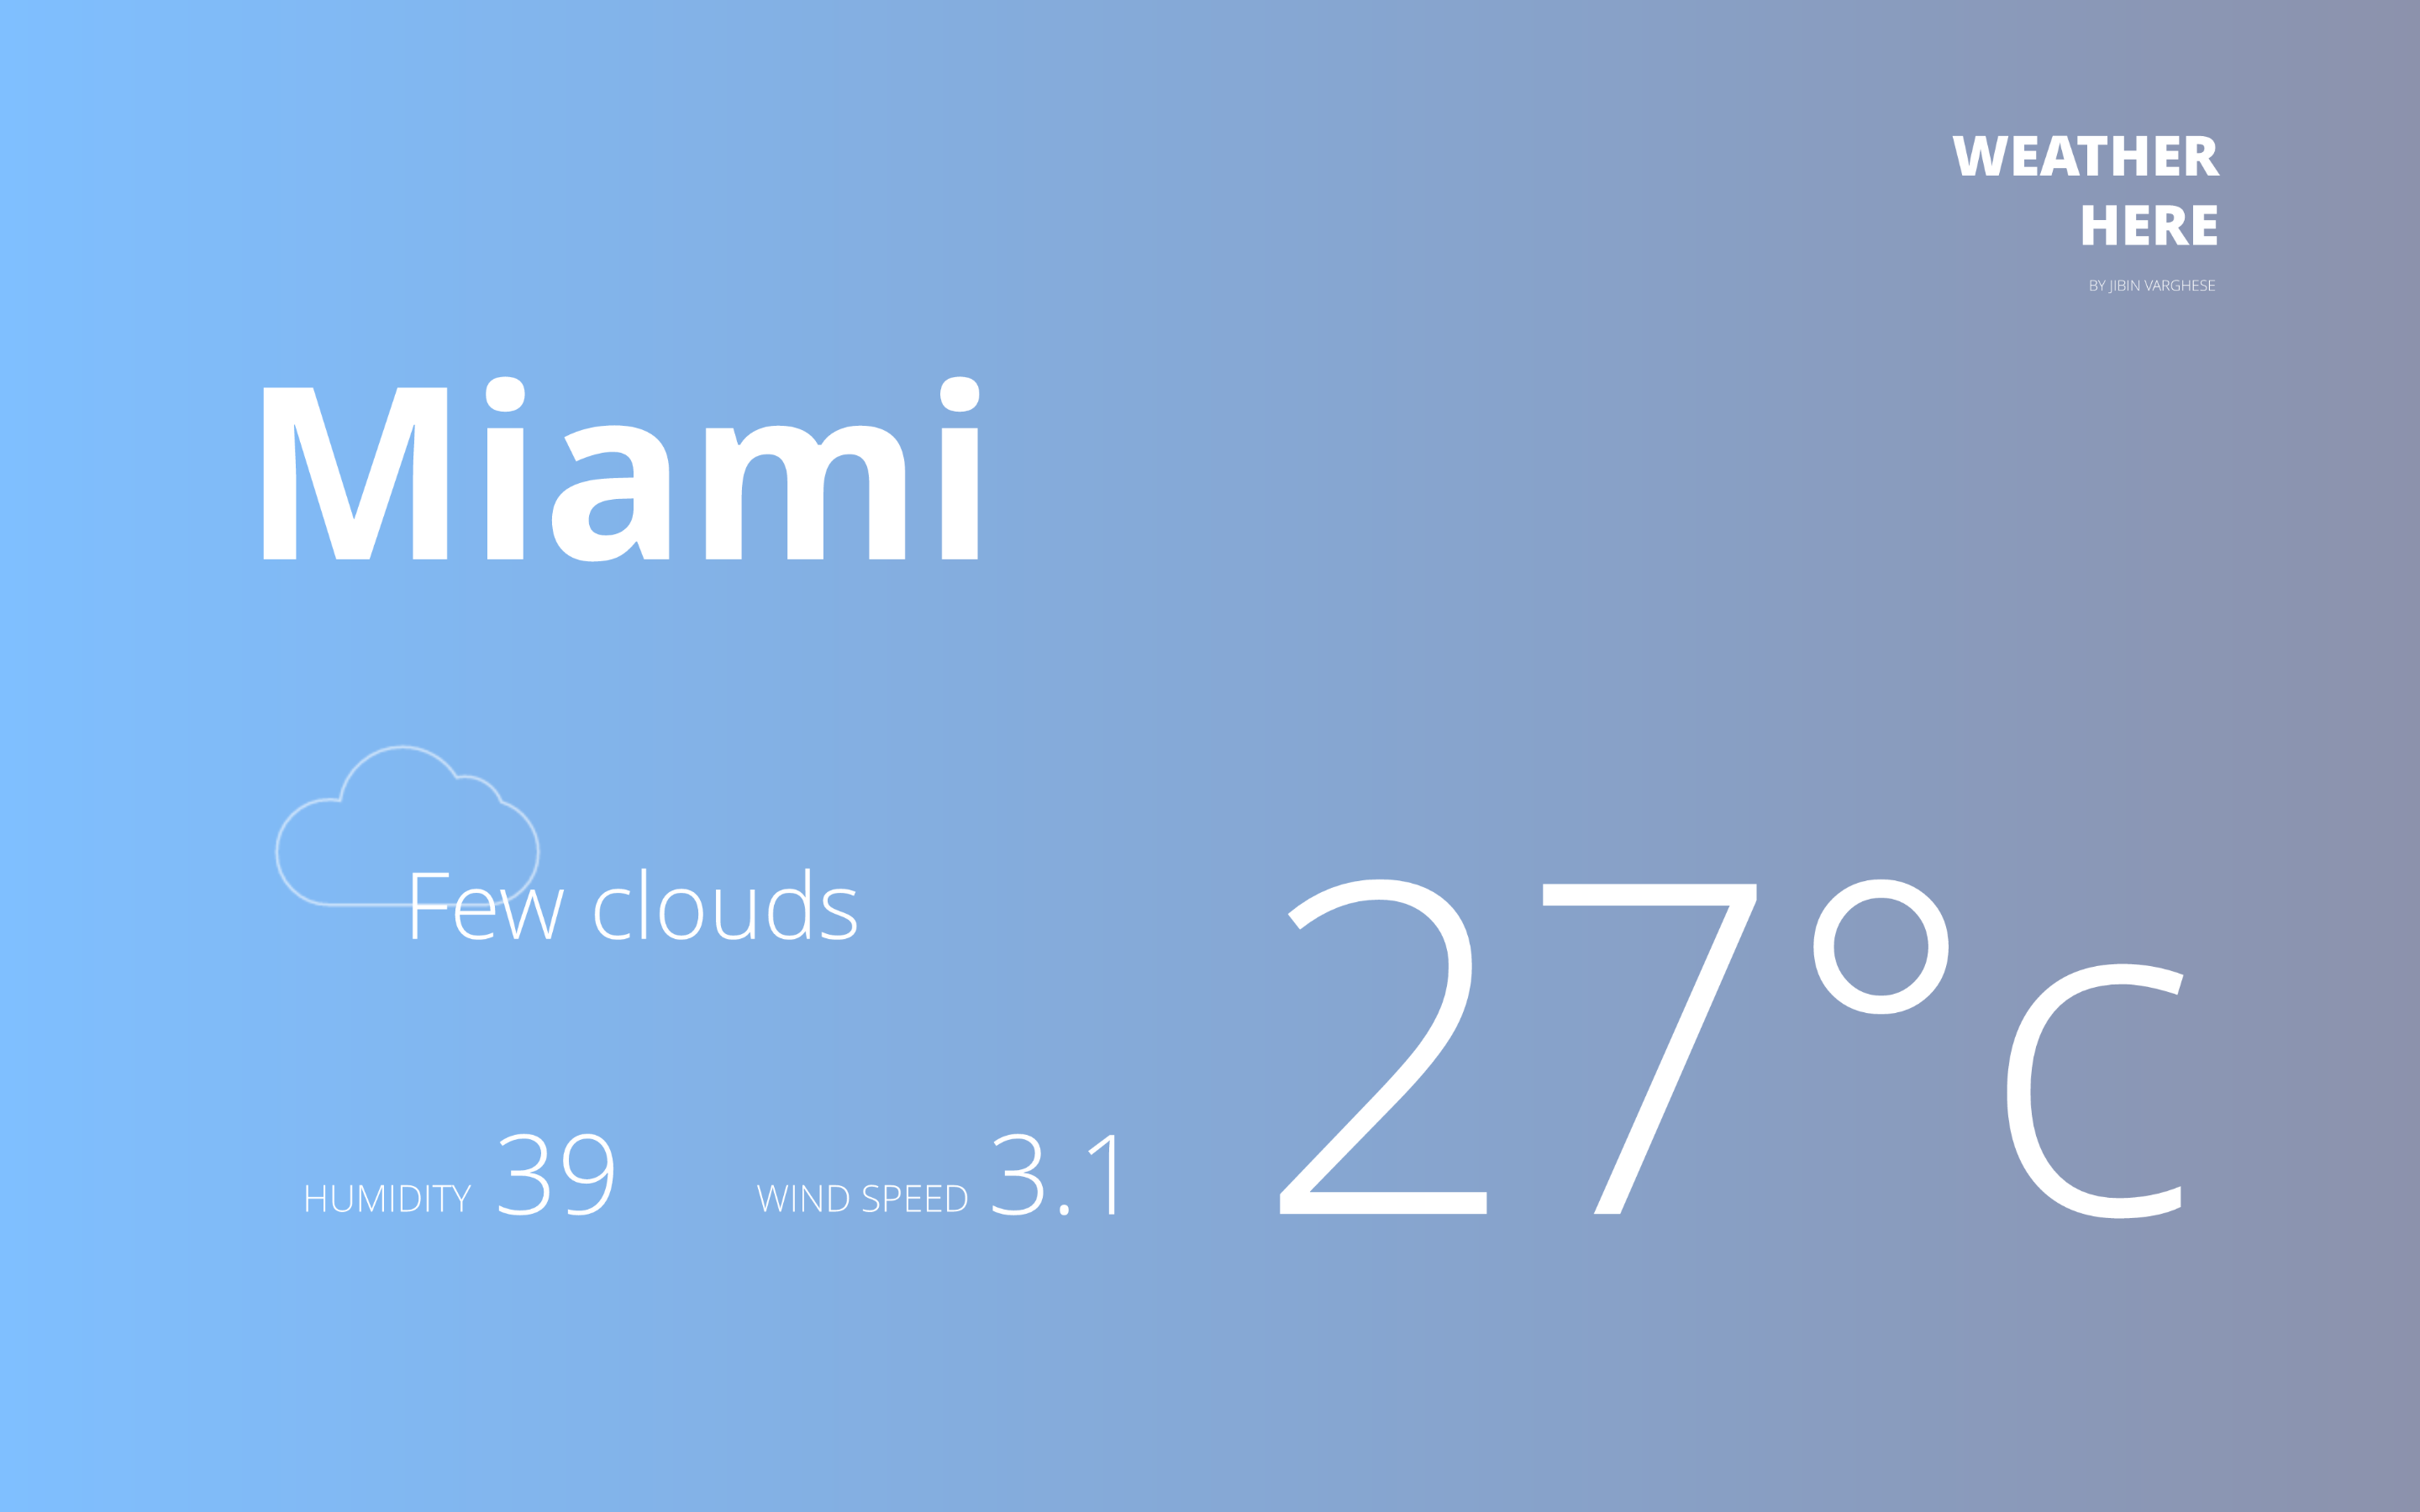 WEATHER
HERE
BY JIBIN VARGHESE
Miami
Few clouds
HUMIDITY 39 WIND SPEED 3.1 27°C